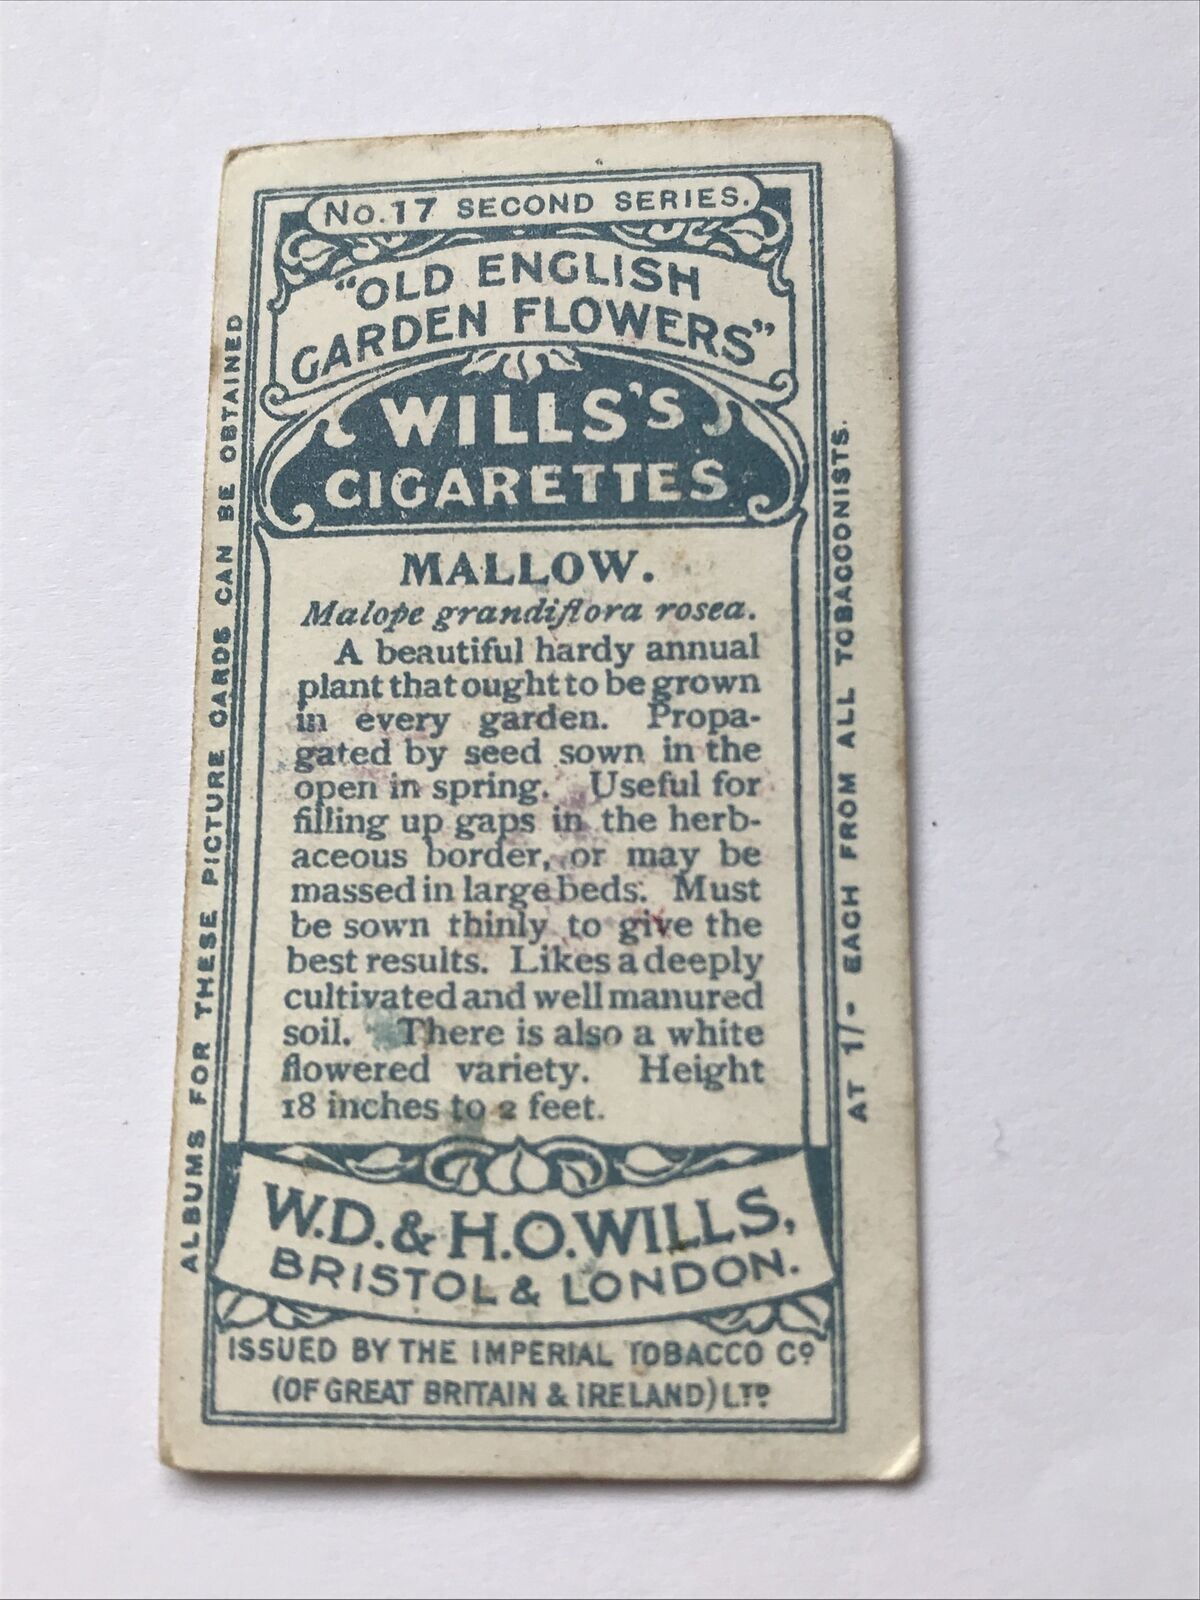 No. 17 SECOND SERIES.
"OLD ENGLISH
GARDEN FLOWERS"
WILLS'S
CIGARETTES
MALLOW.
Malope grandiflora rosea.
A beautiful hardy annual
plant that ought to be grown
in every garden. Propa-
gated by seed sown in the
open in spring. Useful for
filling up gaps in the herb-
aceous border, or may be
massed in large beds. Must
be sown thinly to give the
best results. Likes a deeply
cultivated and well manured
soil. There is also a white
flowered variety. Height
18 inches to 2 feet.
W.D. & H.O. WILLS,
BRISTOL & LONDON.
ISSUED BY THE IMPERIAL TOBACCO Co.
(OF GREAT BRITAIN & IRELAND) LTD.
ALBUMS FOR THESE PICTURE CARDS CAN BE OBTAINED
AT 1/- EACH FROM ALL TOBACCONISTS.